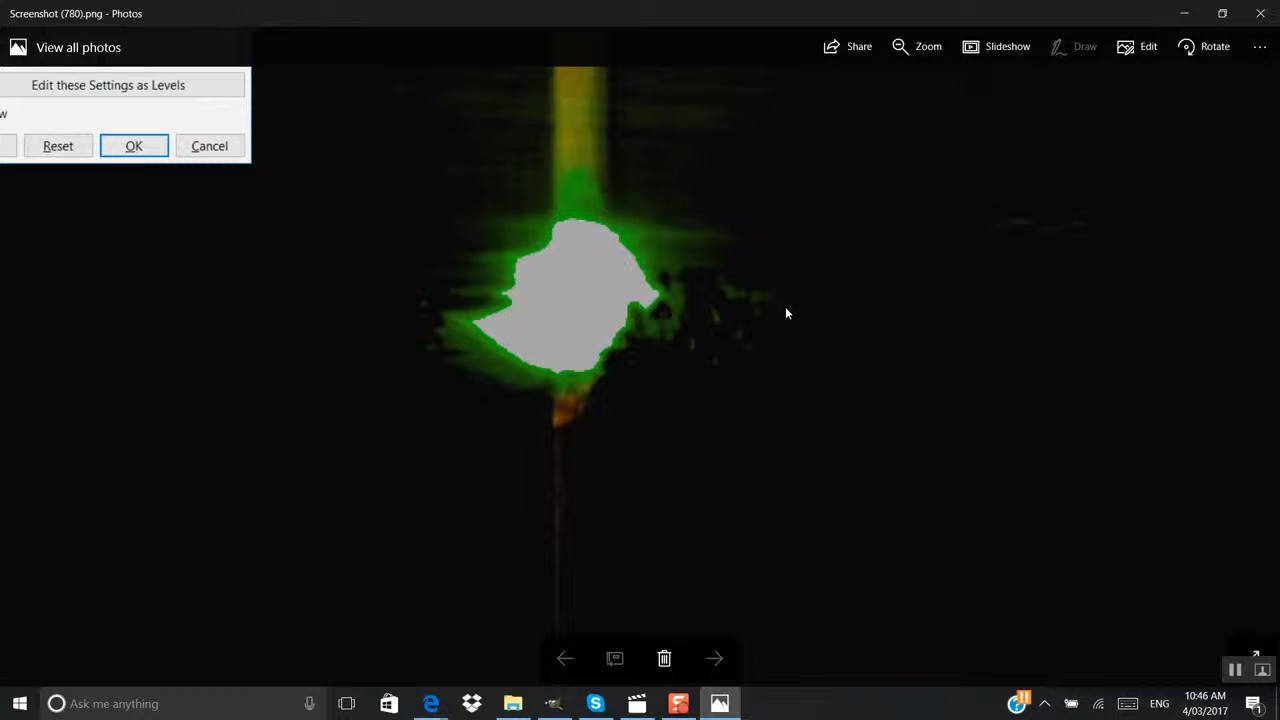 Screenshot (780).png - Photos
View all photos
Share
Zoom
Slideshow
Draw
Edit
Rotate
Edit these Settings as Levels
w
Reset
OK
Cancel
Ask me anything
ENG
10:46 AM
4/03/2017
1